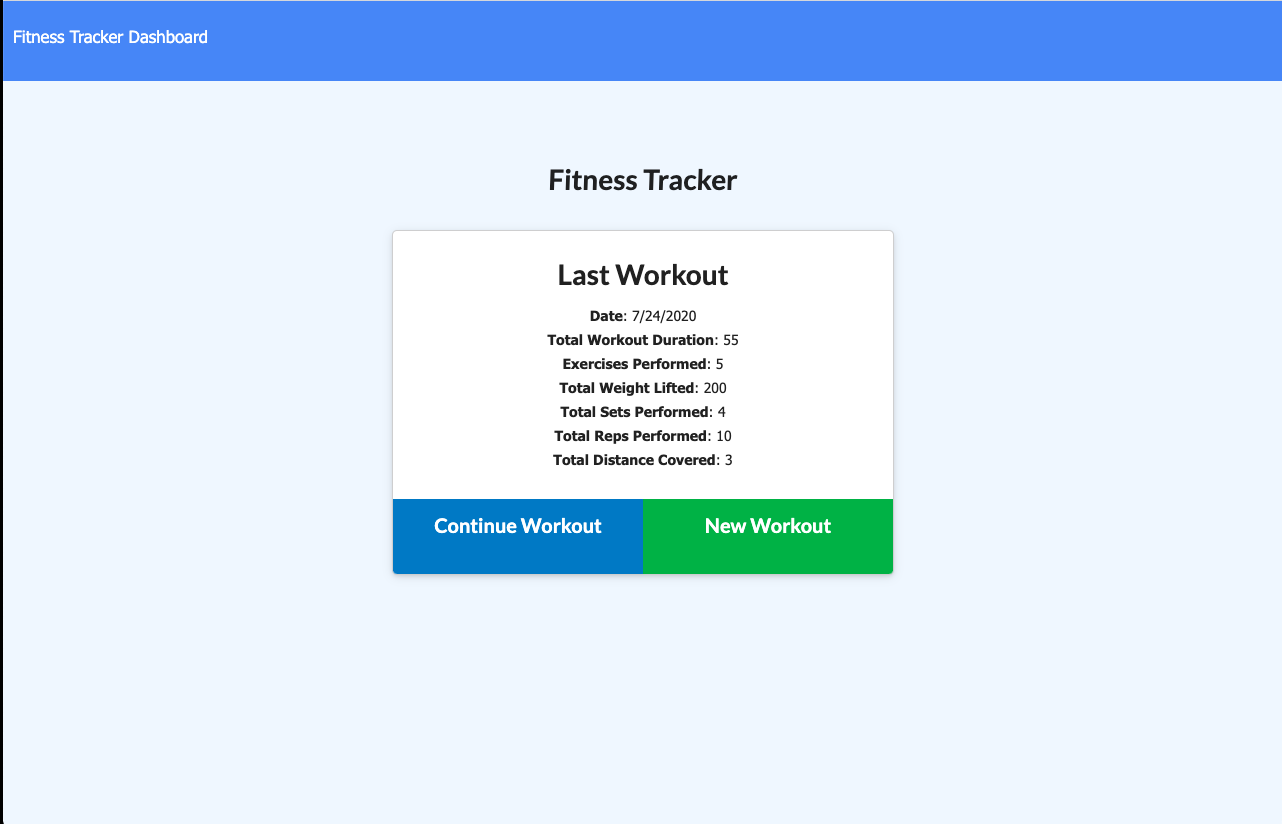 Fitness Tracker Dashboard
Fitness Tracker
Last Workout
Date: 7/24/2020
Total Workout Duration: 55
Exercises Performed: 5
Total Weight Lifted: 200
Total Sets Performed: 4
Total Reps Performed: 10
Total Distance Covered: 3
Continue Workout
New Workout